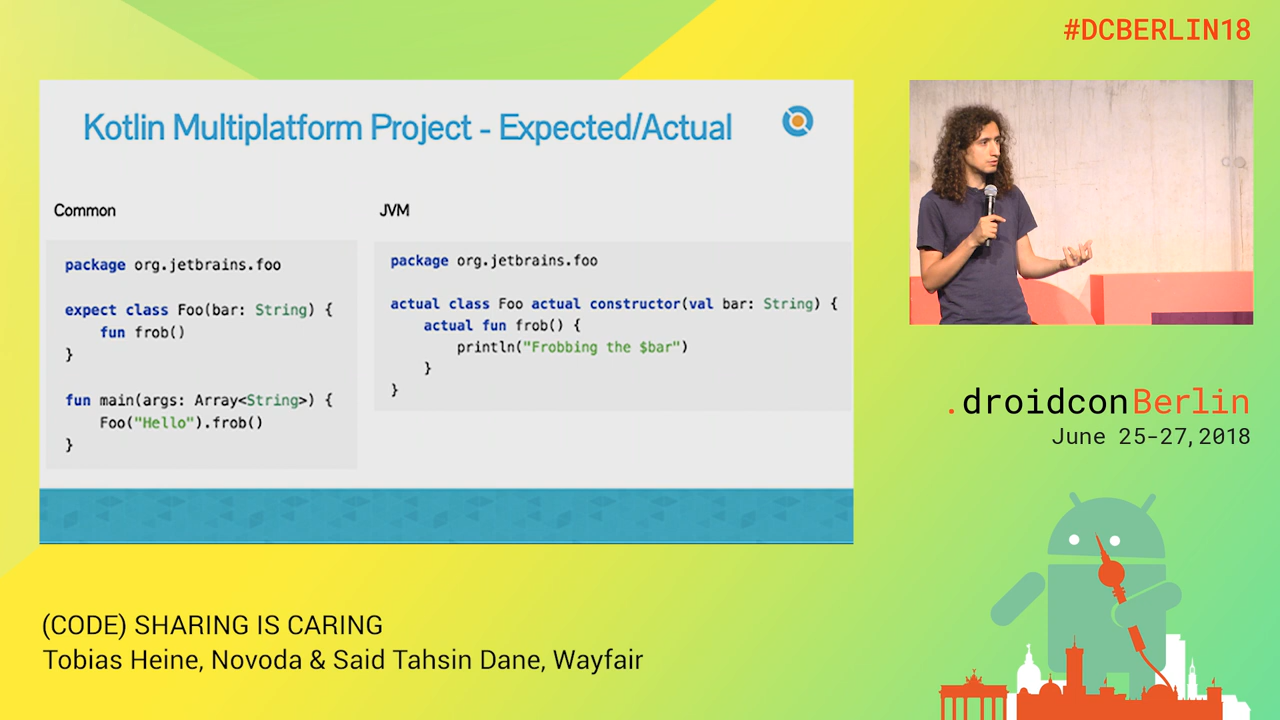 #DCBERLIN18
Kotlin Multiplatform Project - Expected/Actual
Common
package org.jetbrains.foo
expect class Foo(bar: String) {
    fun frob()
}
fun main(args: Array<String>) {
    Foo("Hello").frob()
}
JVM
package org.jetbrains.foo
actual class Foo actual constructor(val bar: String) {
    actual fun frob() {
        println("Frobbing the $bar")
    }
}
.droidconBerlin
June 25-27, 2018
(CODE) SHARING IS CARING
Tobias Heine, Novoda & Said Tahsin Dane, Wayfair